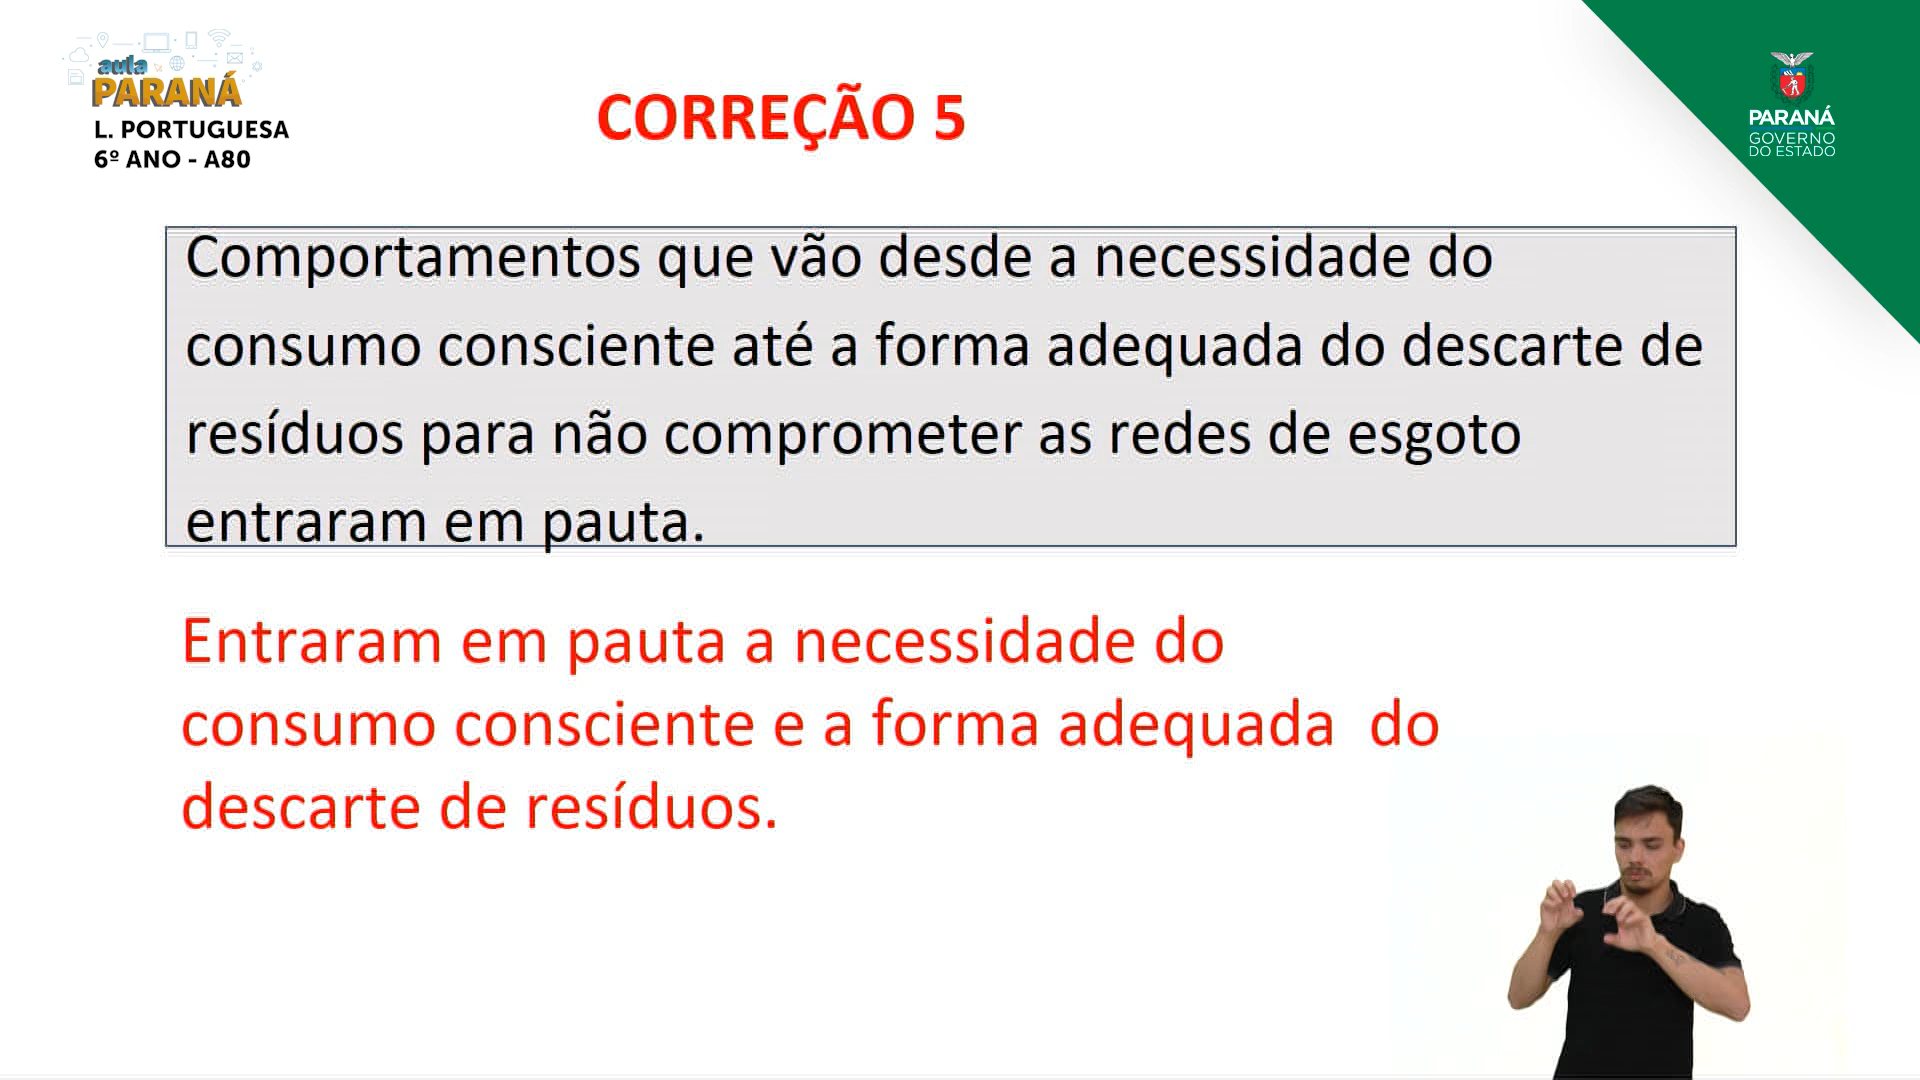 aula
PARANÁ
L. PORTUGUESA
6º ANO - A80
CORREÇÃO 5
PARANÁ
GOVERNO
DO ESTADO
Comportamentos que vão desde a necessidade do
consumo consciente até a forma adequada do descarte de
resíduos para não comprometer as redes de esgoto
entraram em pauta.
Entraram em pauta a necessidade do
consumo consciente e a forma adequada do
descarte de resíduos.